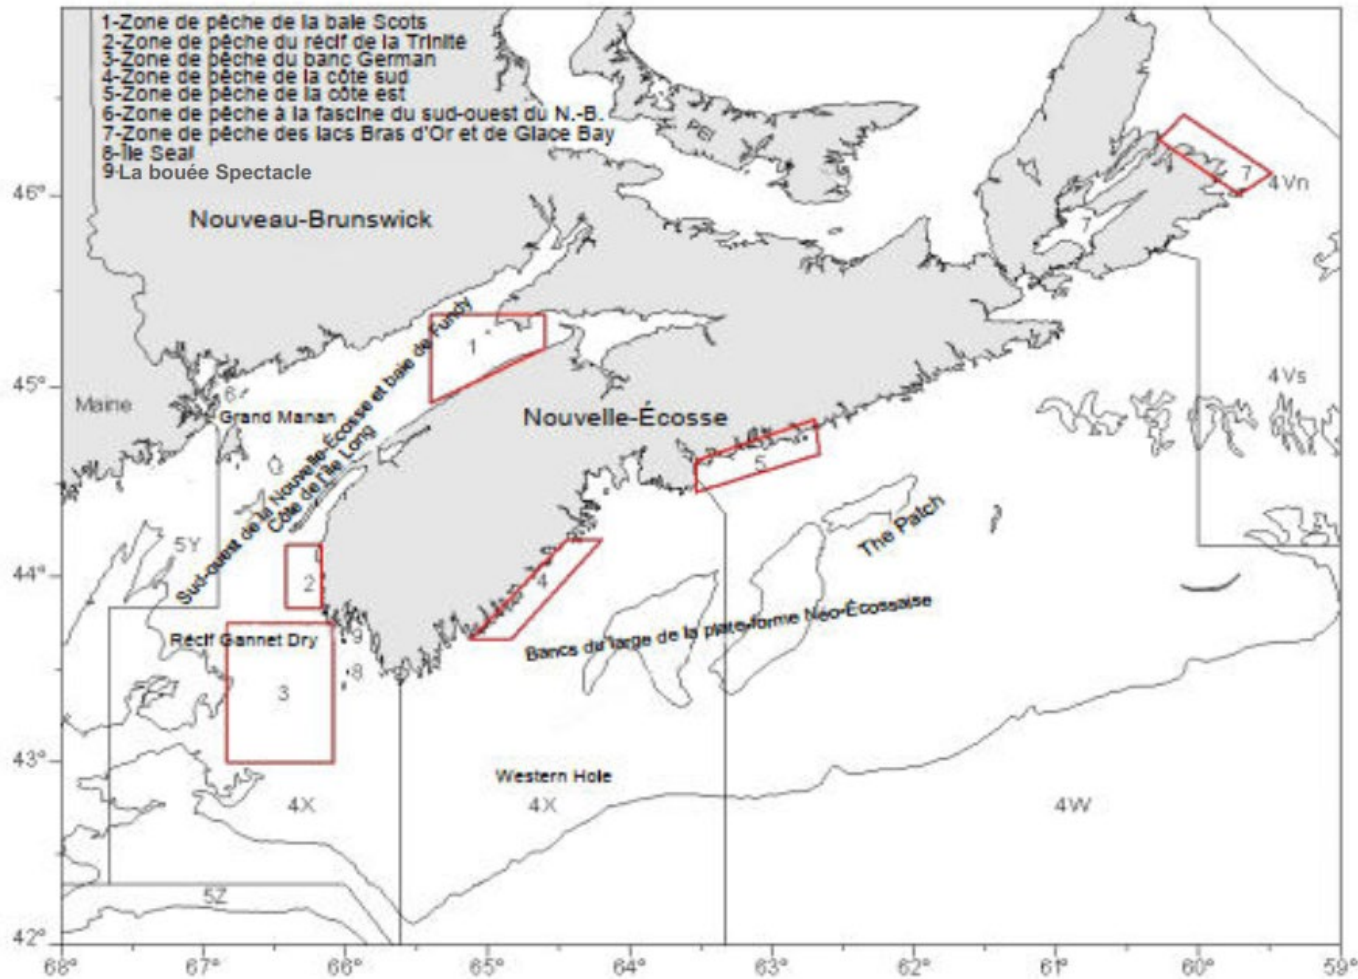 1-Zone de pêche de la baie Scots
2-Zone de pêche du récif de la Trinité
3-Zone de pêche du banc German
4-Zone de pêche de la côte sud
5-Zone de pêche de la côte est
6-Zone de pêche à la fascine du sud-ouest du N.-B.
7-Zone de pêche des lacs Bras d'Or et de Glace Bay
8-Île Seal
9-La bouée Spectacle
PEI
Nouveau-Brunswick
46°
7
4Vn
7
Sud-ouest de la Nouvelle-Écosse et baie de Fundy
1
45°
Maine
6
Grand Manan
Nouvelle-Écosse
4Vs
Côte de l'île Long
5
The Patch
5Y
44°
2
4
Bancs du large de la plate-forme Néo-Écossaise
Récif Gannet Dry
9
8
3
43°
Western Hole
4X
4X
4W
5Z
42°
68°
67°
66°
65°
64°
63°
62°
61°
60°
59°